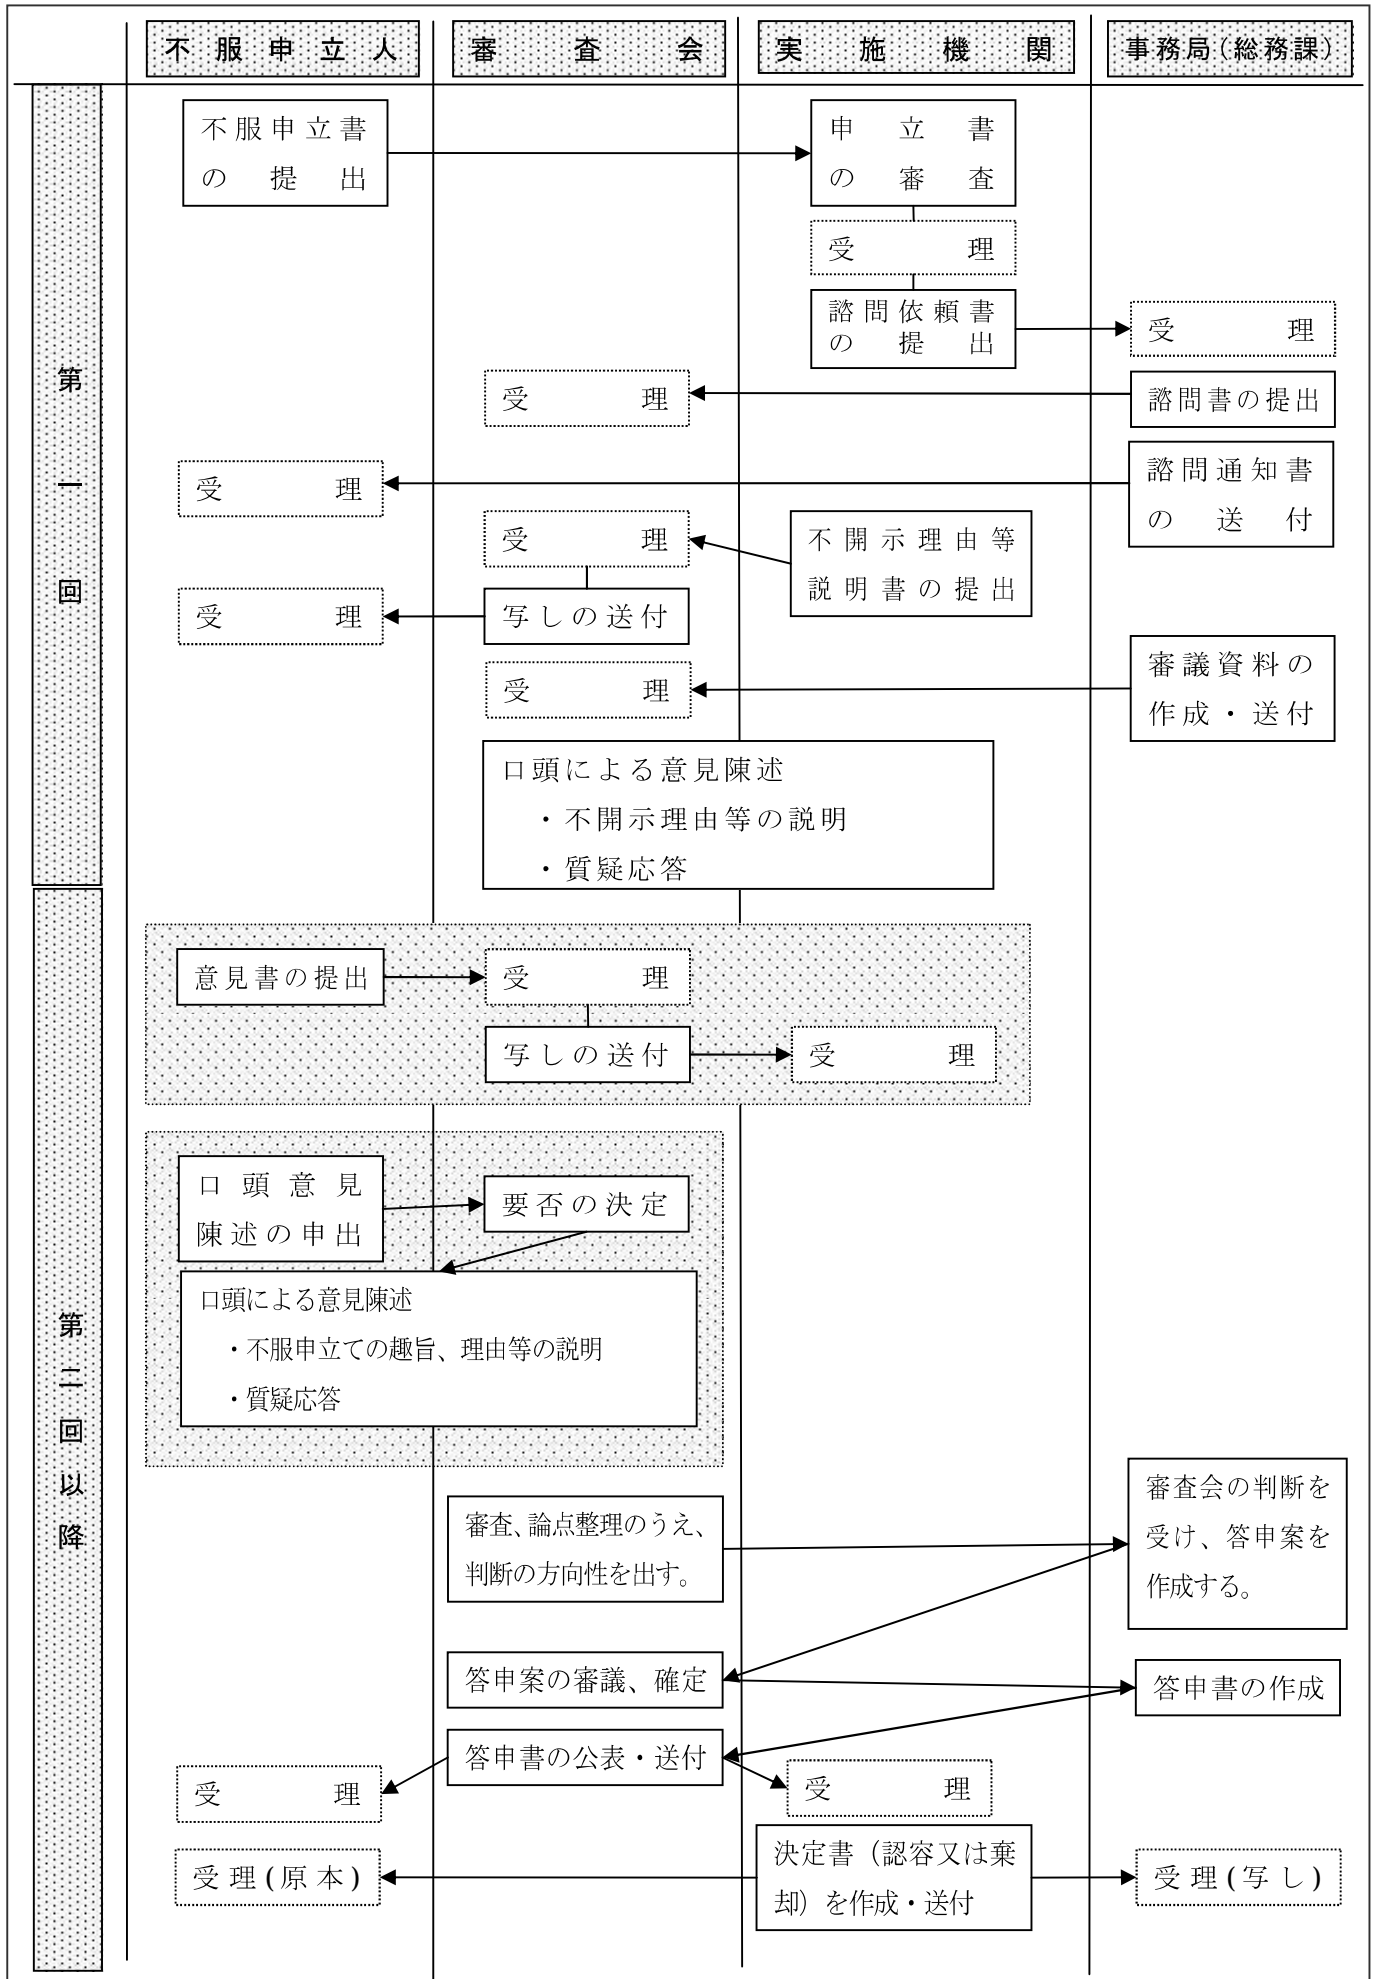 不服申立人
審査会
実施機関
事務局（総務課）
第一回
不服申立書
の提出
申立書
の審査
受理
諮問依頼書
の提出
受理
受理
諮問書の提出
受理
諮問通知書
の送付
受理
不開示理由等
説明書の提出
受理
写しの送付
受理
審議資料の
作成・送付
口頭による意見陳述
・不開示理由等の説明
・質疑応答
第二回以降
意見書の提出
受理
写しの送付
受理
口頭意見
陳述の申出
要否の決定
口頭による意見陳述
・不服申立ての趣旨、理由等の説明
・質疑応答
審査、論点整理のうえ、
判断の方向性を出す。
審査会の判断を
受け、答申案を
作成する。
答申案の審議、確定
答申書の作成
答申書の公表・送付
受理
受理
決定書（認容又は棄
却）を作成・送付
受理(原本)
受理(写し)